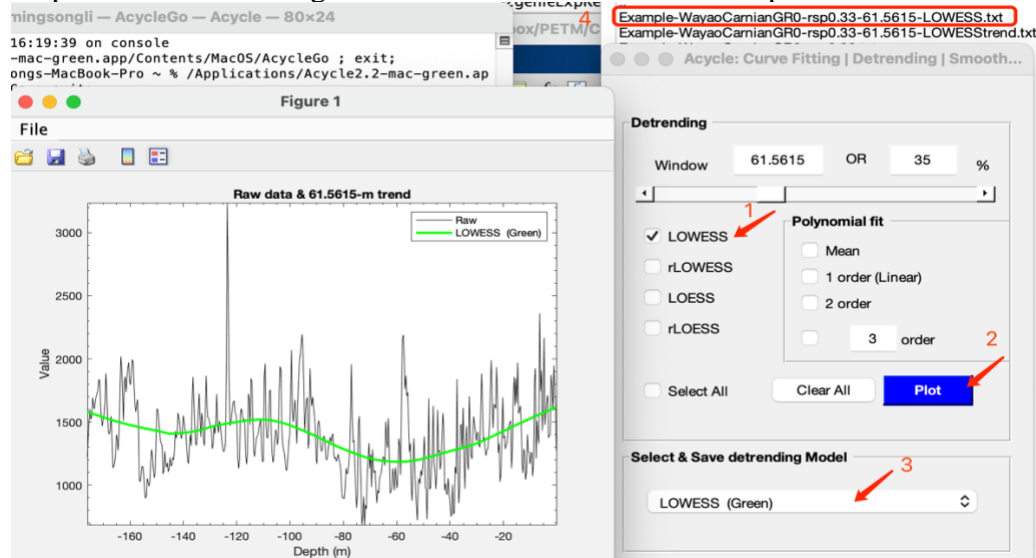 mingsongli — AcycleGo — Acycle — 80×24
16:19:39 on console
-mac-green.app/Contents/MacOS/AcycleGo ; exit;
ongs-MacBook-Pro ~ % /Applications/Acycle2.2-mac-green.ap
4
ox/PETM/C
Example-WayaoCarnianGR0-rsp0.33-61.5615-LOWESS.txt
Example-WayaoCarnianGR0-rsp0.33-61.5615-LOWESStrend.txt
Figure 1
File
Raw data & 61.5615-m trend
Raw
LOWESS (Green)
Value
3000
2500
2000
1500
1000
-160 -140 -120 -100 -80 -60 -40 -20
Depth (m)
Acycle: Curve Fitting | Detrending | Smooth...
Detrending
Window 61.5615 OR 35 %
1
LOWESS
rLOWESS
LOESS
rLOESS
Polynomial fit
Mean
1 order (Linear)
2 order
3 order
2
Select All Clear All Plot
Select & Save detrending Model
3
LOWESS (Green)